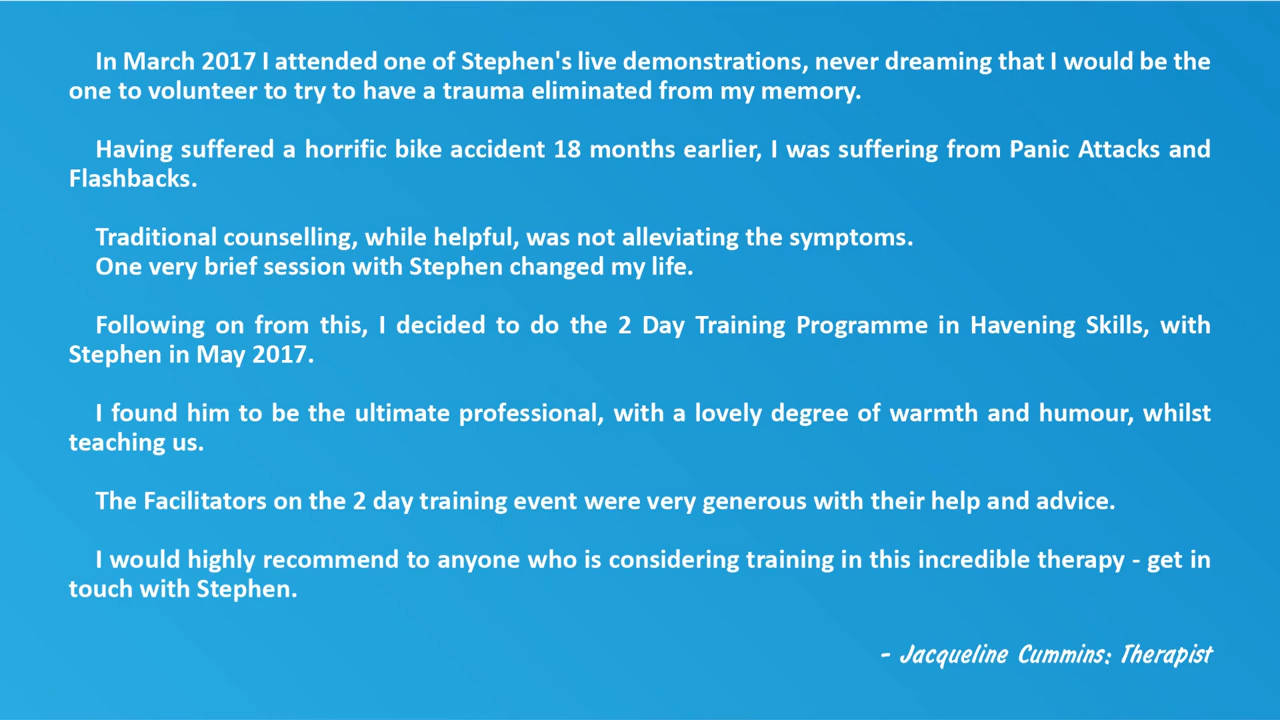 In March 2017 I attended one of Stephen's live demonstrations, never dreaming that I would be the
one to volunteer to try to have a trauma eliminated from my memory.
Having suffered a horrific bike accident 18 months earlier, I was suffering from Panic Attacks and
Flashbacks.
Traditional counselling, while helpful, was not alleviating the symptoms.
One very brief session with Stephen changed my life.
Following on from this, I decided to do the 2 Day Training Programme in Havening Skills, with
Stephen in May 2017.
I found him to be the ultimate professional, with a lovely degree of warmth and humour, whilst
teaching us.
The Facilitators on the 2 day training event were very generous with their help and advice.
I would highly recommend to anyone who is considering training in this incredible therapy - get in
touch with Stephen.
- Jacqueline Cummins: Therapist